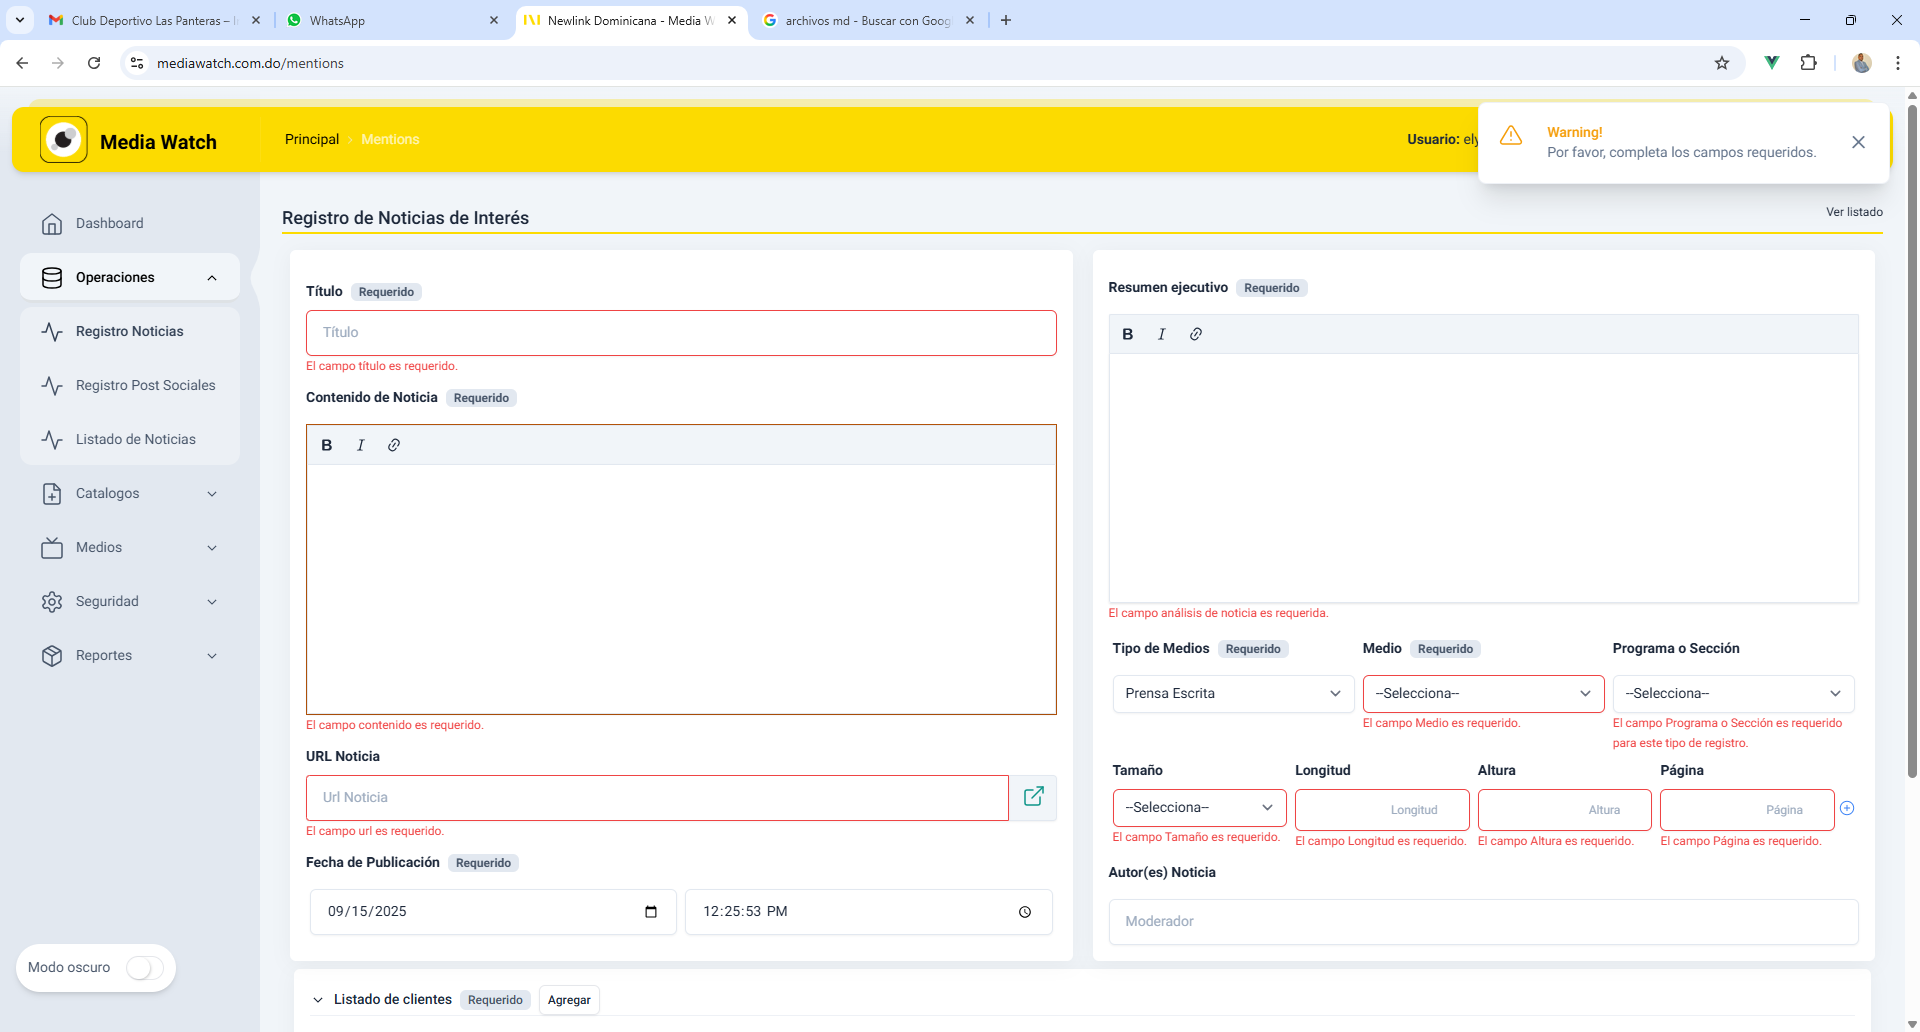 Club Deportivo Las Panteras – I
WhatsApp
Newlink Dominicana - Media W
archivos md - Buscar con Goog
mediawatch.com.do/mentions
Media Watch
Principal
Mentions
Usuario: ely
Warning!
Por favor, completa los campos requeridos.
Dashboard
Operaciones
Registro Noticias
Registro Post Sociales
Listado de Noticias
Catalogos
Medios
Seguridad
Reportes
Modo oscuro
Registro de Noticias de Interés
Ver listado
Título Requerido
Título
El campo título es requerido.
Contenido de Noticia Requerido
B I
El campo contenido es requerido.
URL Noticia
Url Noticia
El campo url es requerido.
Fecha de Publicación Requerido
09/15/2025
12:25:53 PM
Resumen ejecutivo Requerido
B I
El campo análisis de noticia es requerida.
Tipo de Medios Requerido
Medio Requerido
Programa o Sección
Prensa Escrita
--Selecciona--
--Selecciona--
El campo Medio es requerido.
El campo Programa o Sección es requerido
para este tipo de registro.
Tamaño
Longitud
Altura
Página
--Selecciona--
Longitud
Altura
Página
El campo Tamaño es requerido.
El campo Longitud es requerido.
El campo Altura es requerido.
El campo Página es requerido.
Autor(es) Noticia
Moderador
Listado de clientes Requerido Agregar